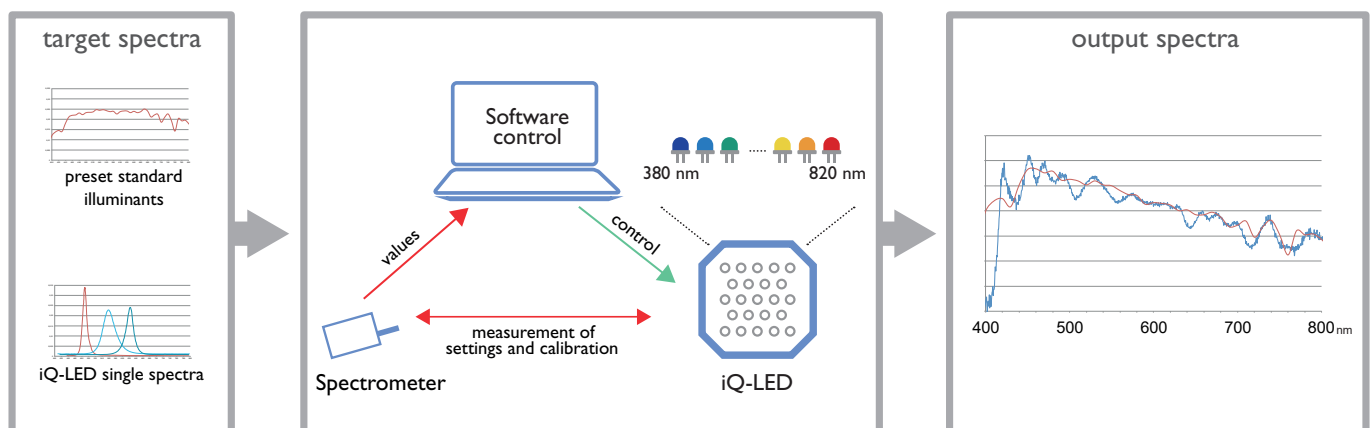 target spectra
preset standard
illuminants
iQ-LED single spectra
Software
control
380 nm
820 nm
values
control
measurement of
settings and calibration
Spectrometer
iQ-LED
output spectra
400
500
600
700
800 nm